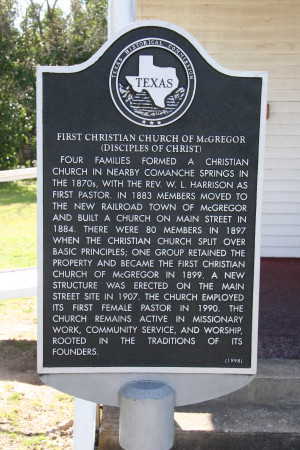 TEXAS HISTORICAL COMMISSION
TEXAS
FIRST CHRISTIAN CHURCH OF McGREGOR
(DISCIPLES OF CHRIST)
FOUR FAMILIES FORMED A CHRISTIAN
CHURCH IN NEARBY COMANCHE SPRINGS IN
THE 1870s, WITH THE REV. W. L. HARRISON AS
FIRST PASTOR. IN 1883 MEMBERS MOVED TO
THE NEW RAILROAD TOWN OF McGREGOR
AND BUILT A CHURCH ON MAIN STREET IN
1884. THERE WERE 80 MEMBERS IN 1897
WHEN THE CHRISTIAN CHURCH SPLIT OVER
BASIC PRINCIPLES; ONE GROUP RETAINED THE
PROPERTY AND BECAME THE FIRST CHRISTIAN
CHURCH OF McGREGOR IN 1899. A NEW
STRUCTURE WAS ERECTED ON THE MAIN
STREET SITE IN 1907. THE CHURCH EMPLOYED
ITS FIRST FEMALE PASTOR IN 1990. THE
CHURCH REMAINS ACTIVE IN MISSIONARY
WORK, COMMUNITY SERVICE, AND WORSHIP,
ROOTED IN THE TRADITIONS OF ITS
FOUNDERS.
(1998)